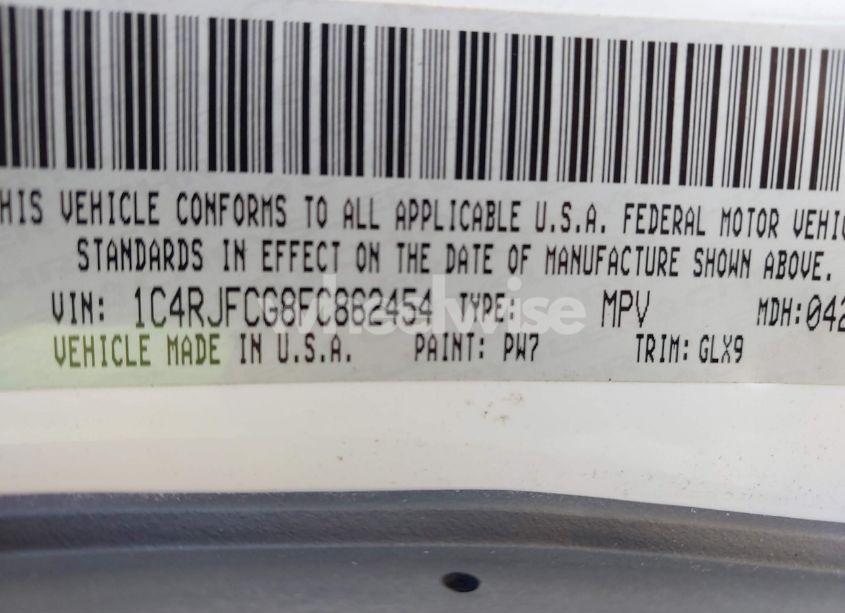 HIS VEHICLE CONFORMS TO ALL APPLICABLE U.S.A. FEDERAL MOTOR VEHIC
STANDARDS IN EFFECT ON THE DATE OF MANUFACTURE SHOWN ABOVE.
VIN: 1C4RJFCG8FC862454 TYPE: MPV MDH:042
VEHICLE MADE IN U.S.A. PAINT: PW7 TRIM: GLX9
wheelwise